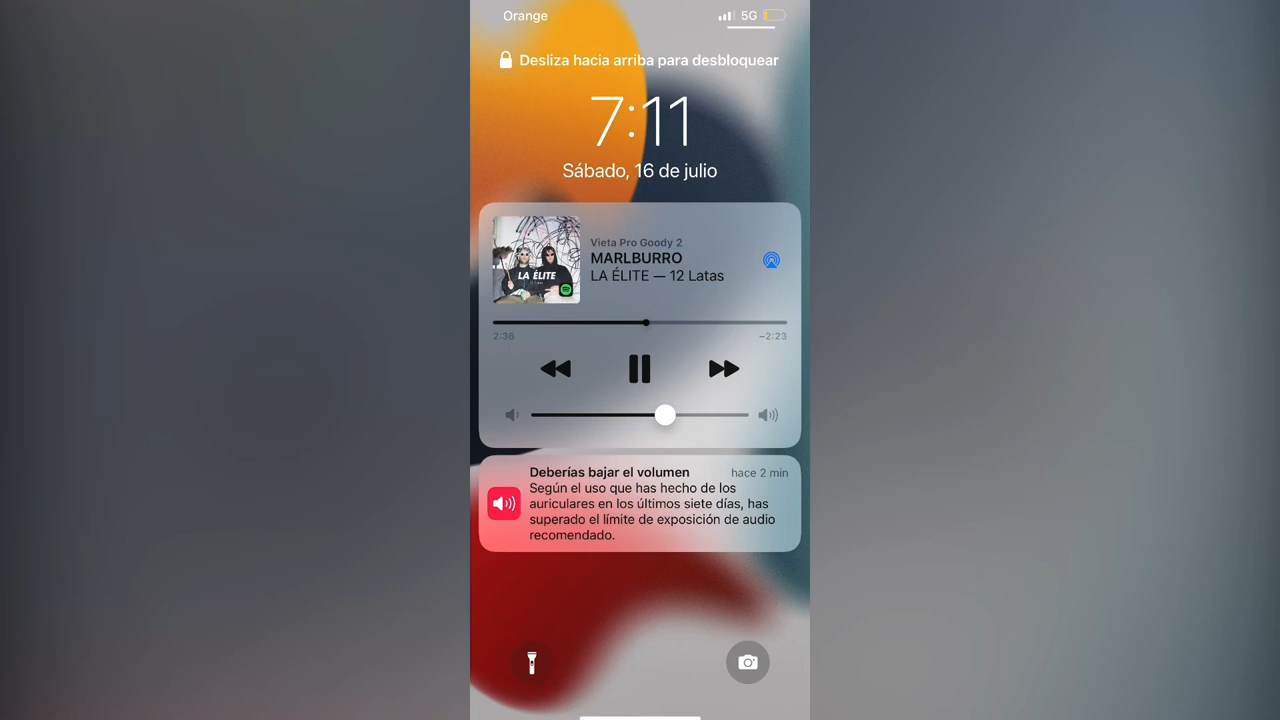 Orange
5G
Desliza hacia arriba para desbloquear
7:11
Sábado, 16 de julio
LA ÉLITE
Vieta Pro Goody 2
MARLBURRO
LA ÉLITE — 12 Latas
2:36
−2:23
Deberías bajar el volumen
hace 2 min
Según el uso que has hecho de los
auriculares en los últimos siete días, has
superado el límite de exposición de audio
recomendado.